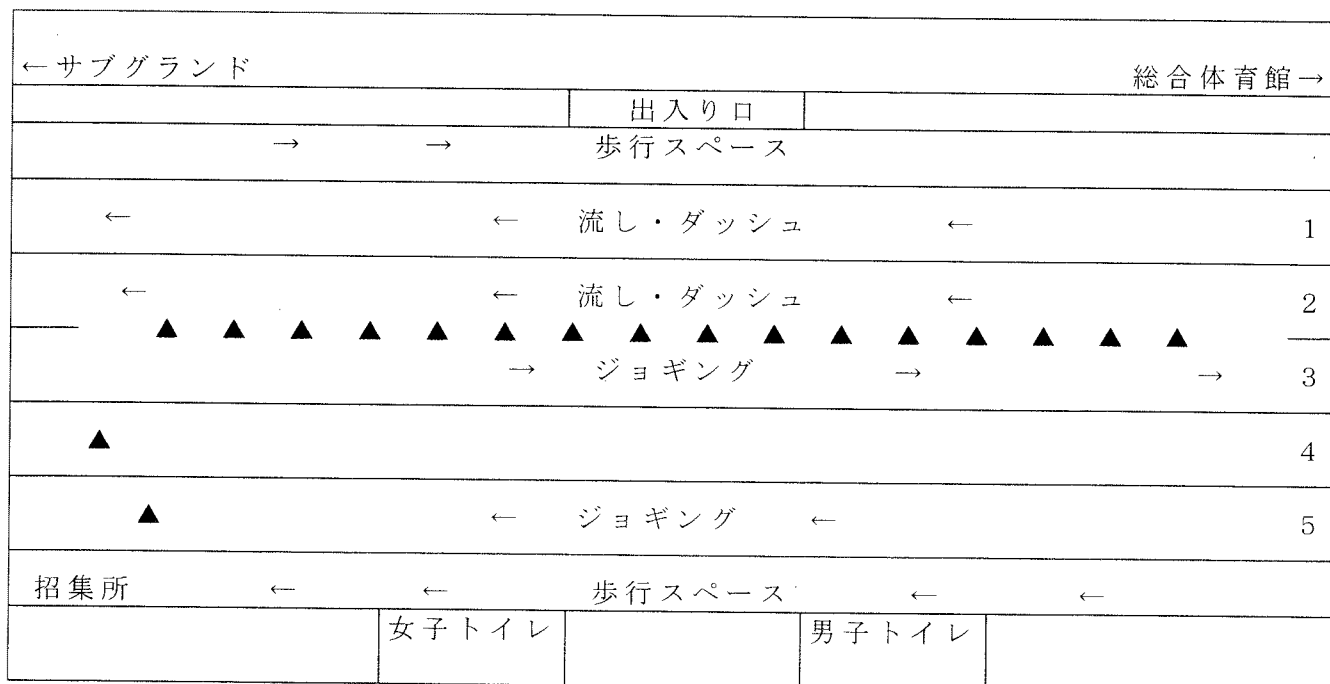 ←サブグランド
総合体育館→
出入り口
→ → 歩行スペース
← ← 流し・ダッシュ ← 1
← ← 流し・ダッシュ ← 2
▲ ▲ ▲ ▲ ▲ ▲ ▲ ▲ ▲ ▲ ▲ ▲ ▲ ▲ ▲ ▲
→ ジョギング → → 3
▲ 4
▲ ← ジョギング ← 5
招集所 ← ← 歩行スペース ← ←
女子トイレ 男子トイレ